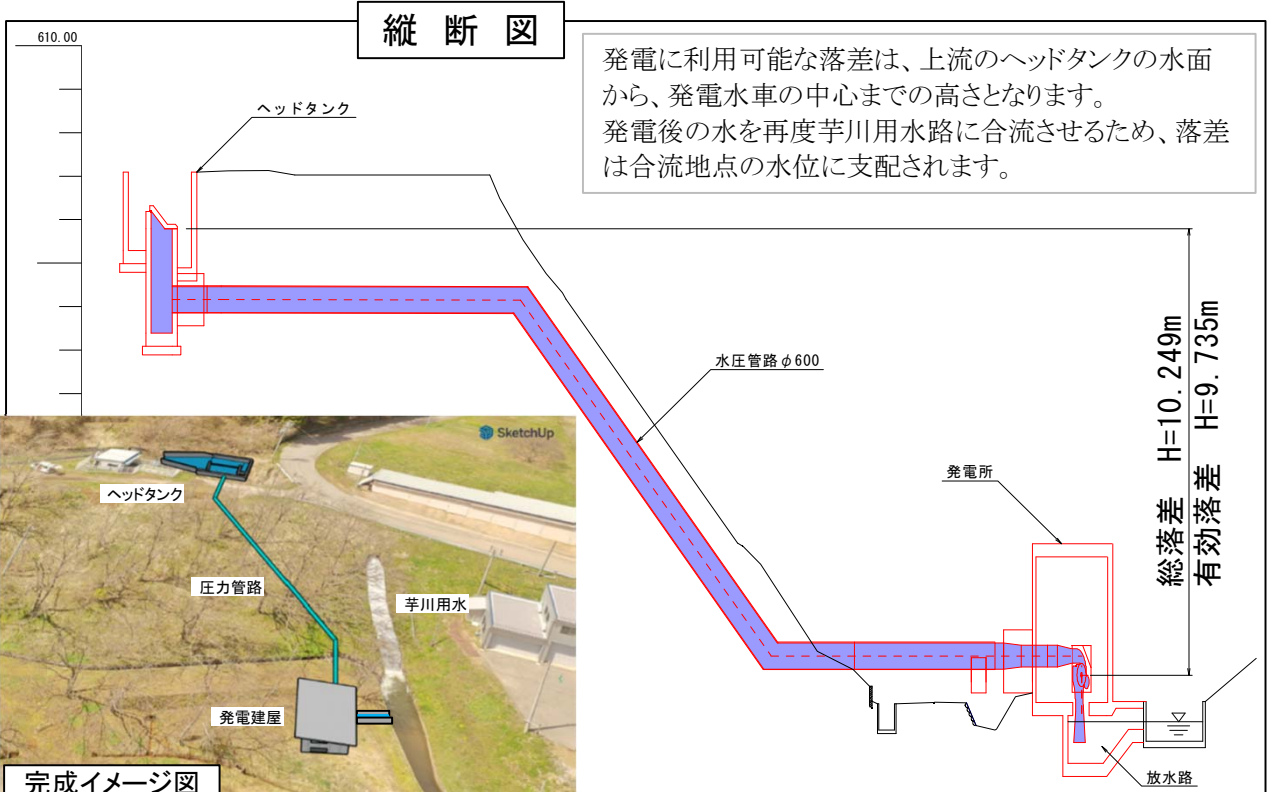 縦断図
610.00
発電に利用可能な落差は、上流のヘッドタンクの水面
から、発電水車の中心までの高さとなります。
発電後の水を再度芋川用水路に合流させるため、落差
は合流地点の水位に支配されます。
ヘッドタンク
水圧管路φ600
総落差 H=10.249m
有効落差 H=9.735m
発電所
放水路
SketchUp
ヘッドタンク
圧力管路
芋川用水
発電建屋
完成イメージ図